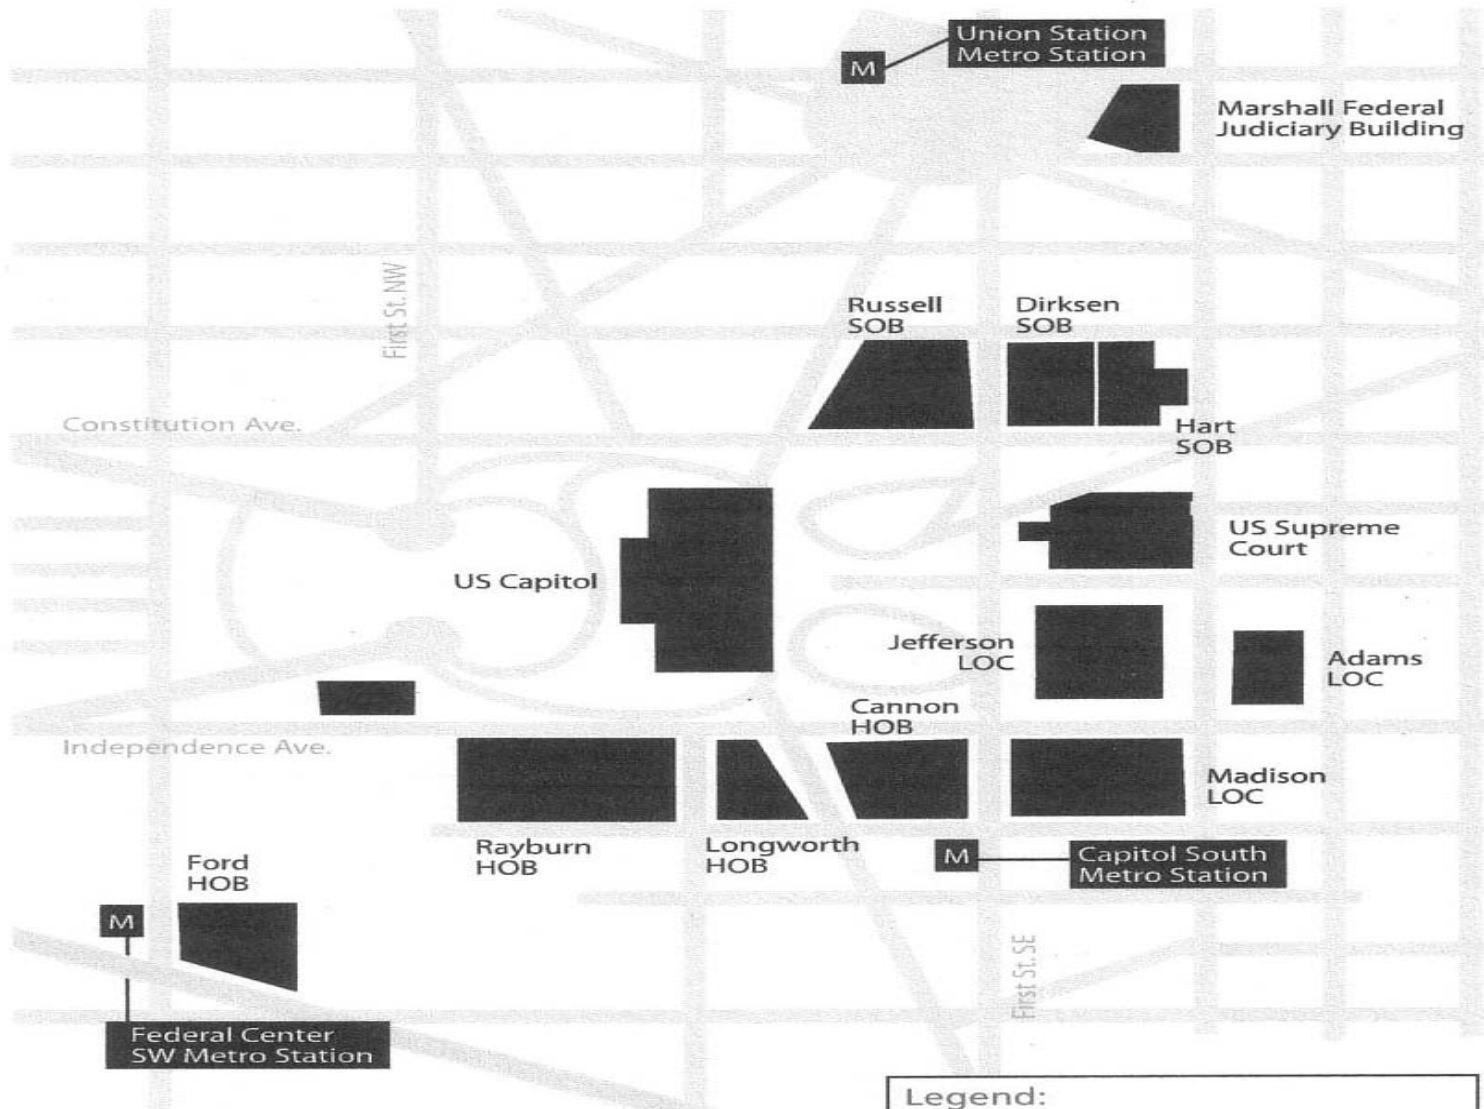 Union Station
Metro Station
M
Marshall Federal
Judiciary Building
First St. NW
Russell
SOB
Dirksen
SOB
Constitution Ave.
Hart
SOB
US Supreme
Court
US Capitol
Jefferson
LOC
Adams
LOC
Cannon
HOB
Independence Ave.
Madison
LOC
Rayburn
HOB
Longworth
HOB
M
Capitol South
Metro Station
Ford
HOB
M
First St. SE
Federal Center
SW Metro Station
Legend: